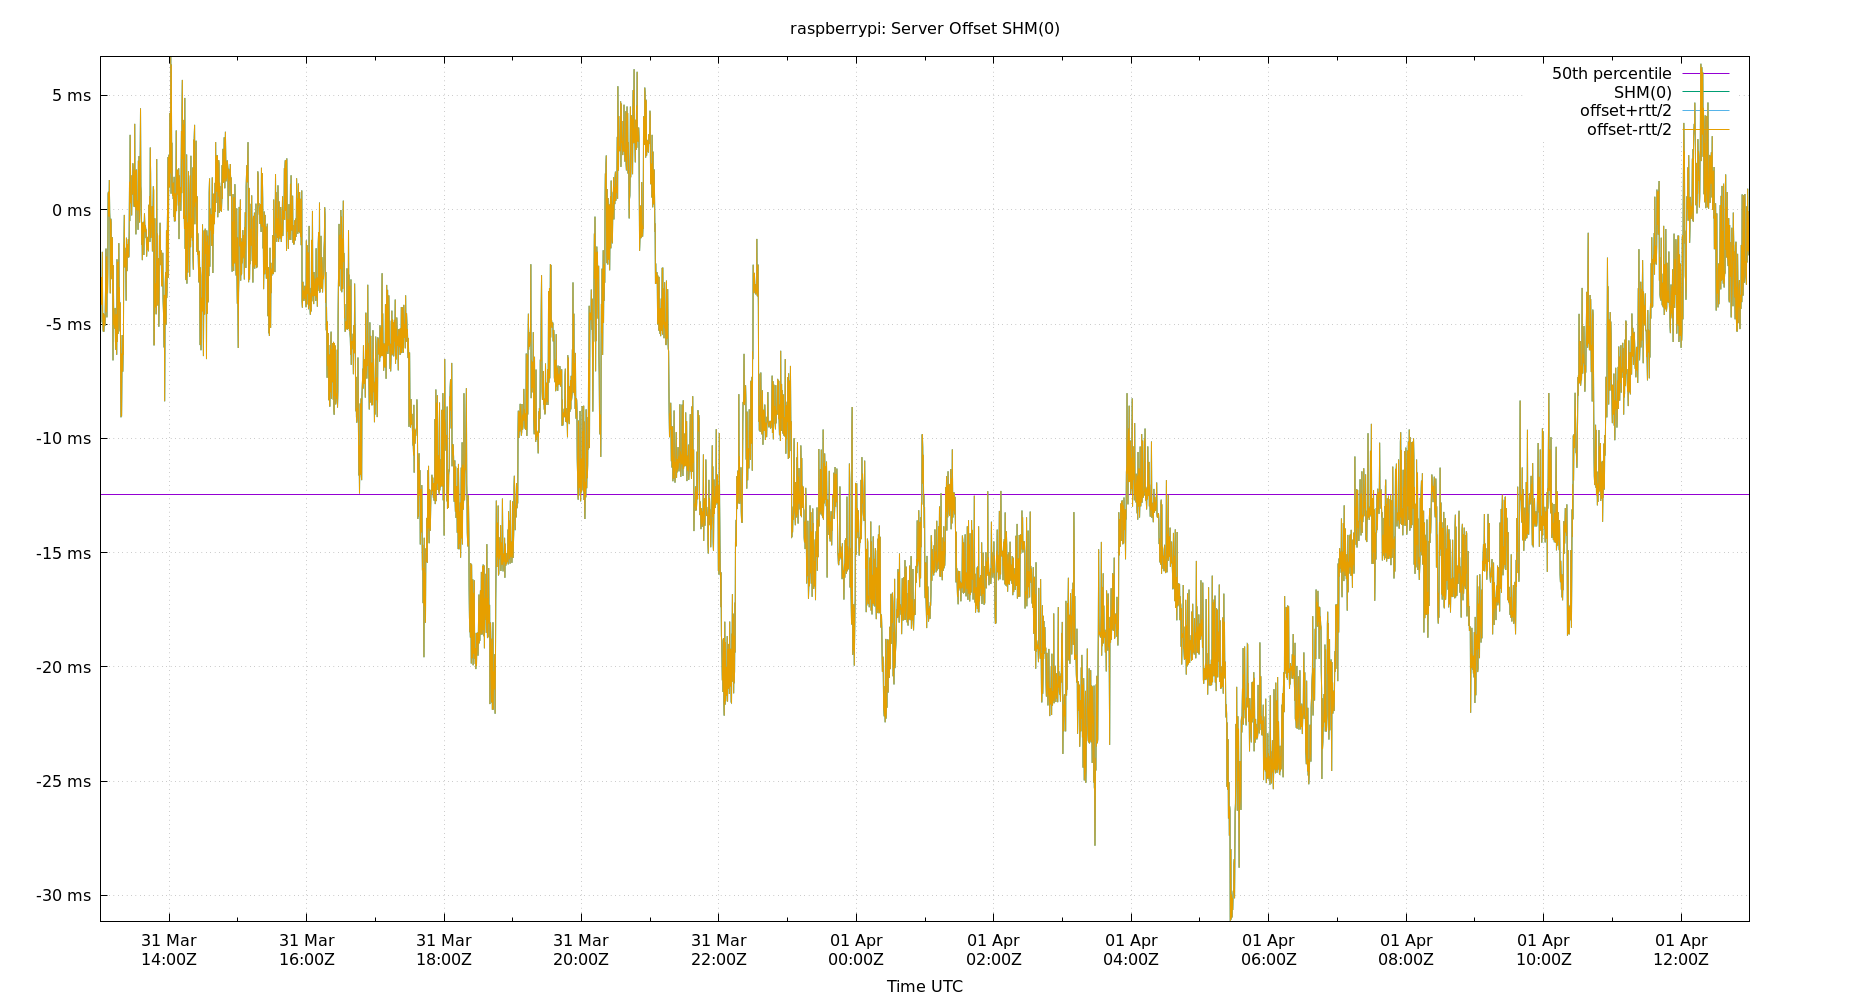 raspberrypi: Server Offset SHM(0)
50th percentile
SHM(0)
offset+rtt/2
offset-rtt/2
5 ms
0 ms
-5 ms
-10 ms
-15 ms
-20 ms
-25 ms
-30 ms
31 Mar 31 Mar 31 Mar 31 Mar 31 Mar 01 Apr 01 Apr 01 Apr 01 Apr 01 Apr 01 Apr 01 Apr
14:00Z 16:00Z 18:00Z 20:00Z 22:00Z 00:00Z 02:00Z 04:00Z 06:00Z 08:00Z 10:00Z 12:00Z
Time UTC